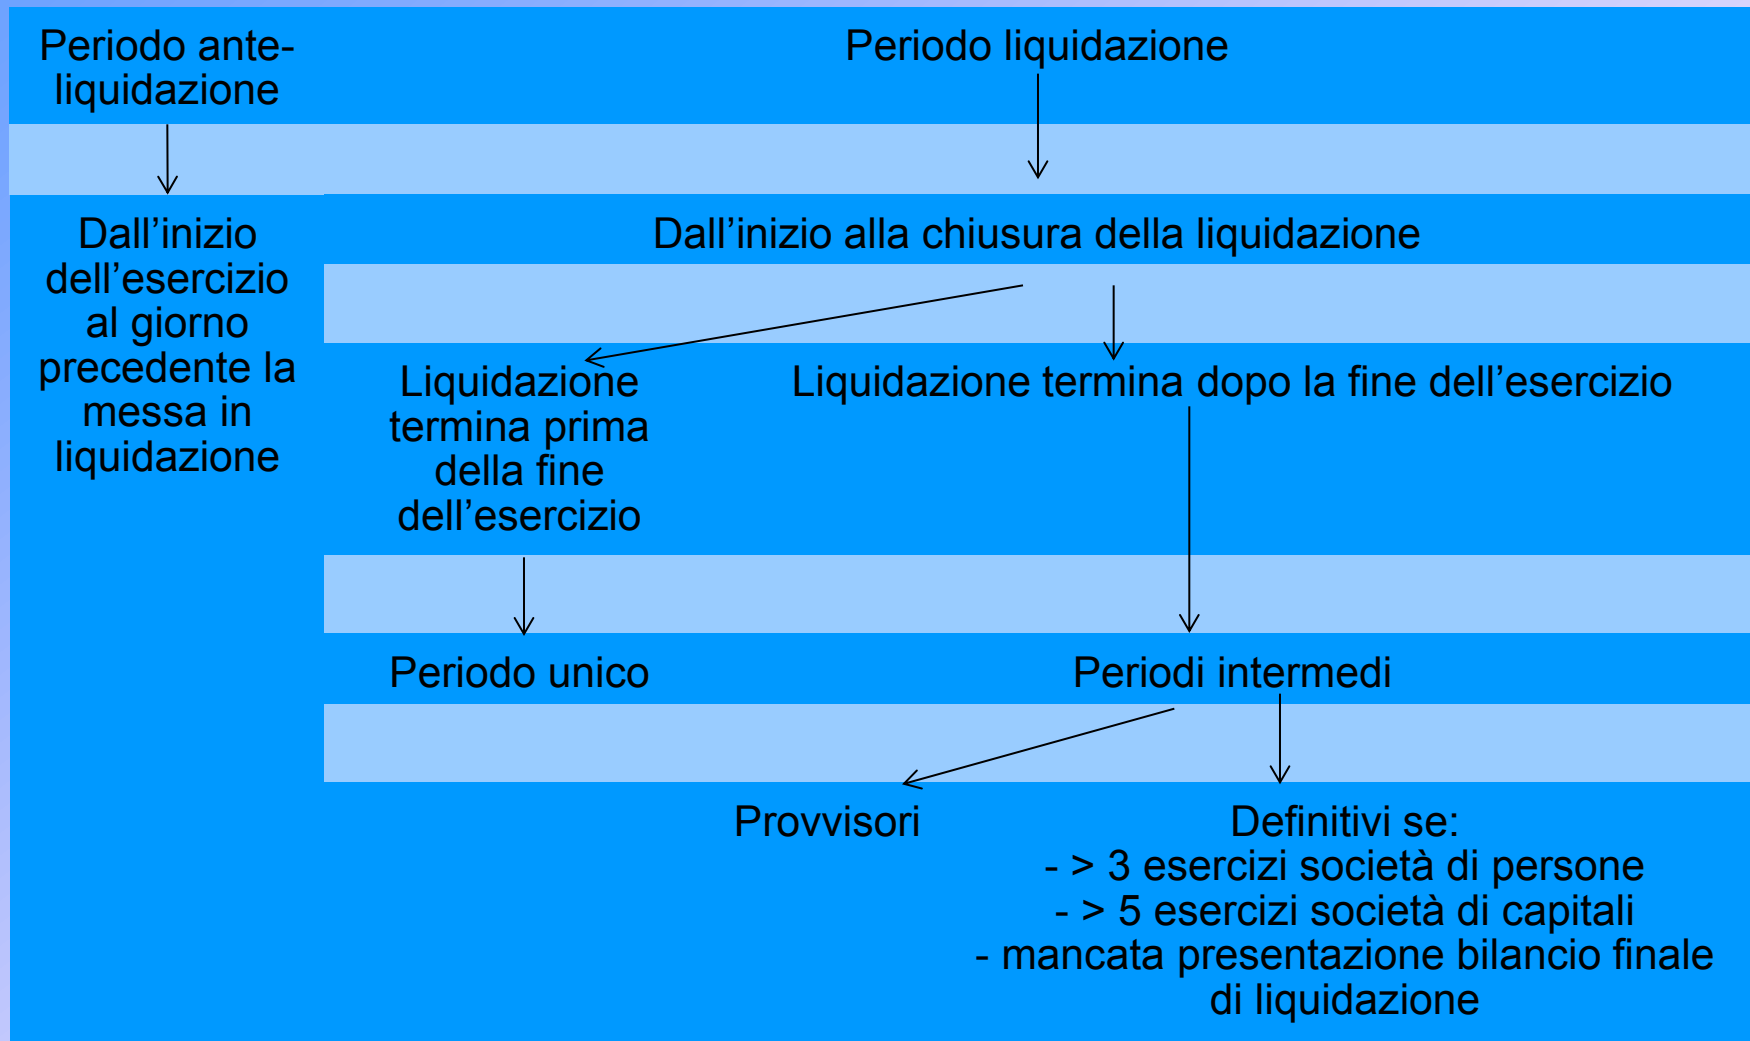 Periodo ante-
liquidazione
Periodo liquidazione
Dall’inizio
dell’esercizio
al giorno
precedente la
messa in
liquidazione
Dall’inizio alla chiusura della liquidazione
Liquidazione
termina prima
della fine
dell’esercizio
Liquidazione termina dopo la fine dell’esercizio
Periodo unico
Periodi intermedi
Provvisori
Definitivi se:
- > 3 esercizi società di persone
- > 5 esercizi società di capitali
- mancata presentazione bilancio finale
di liquidazione